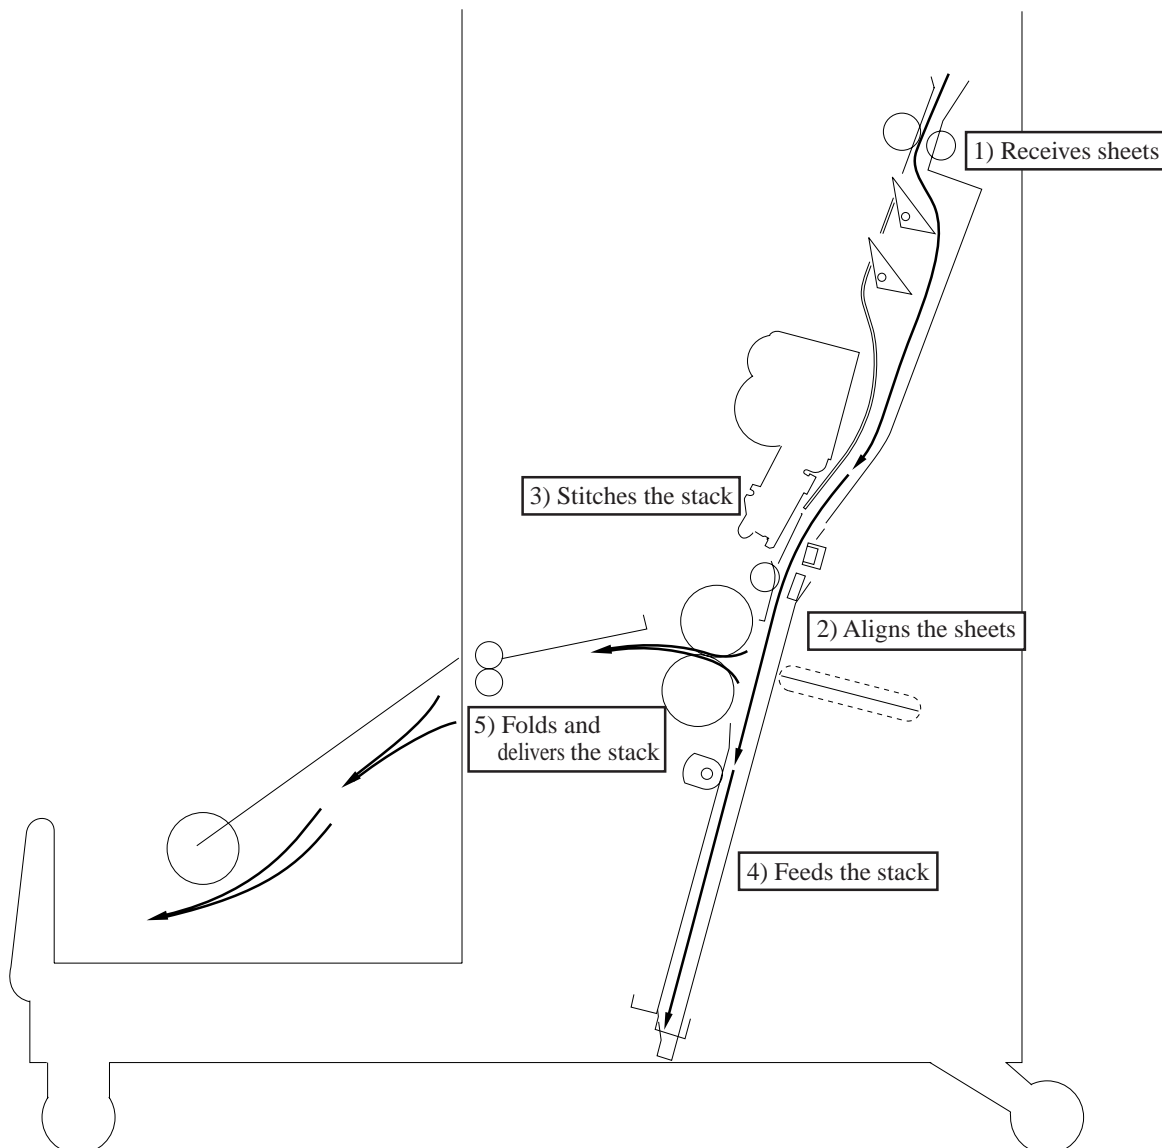 1) Receives sheets
3) Stitches the stack
2) Aligns the sheets
5) Folds and
delivers the stack
4) Feeds the stack